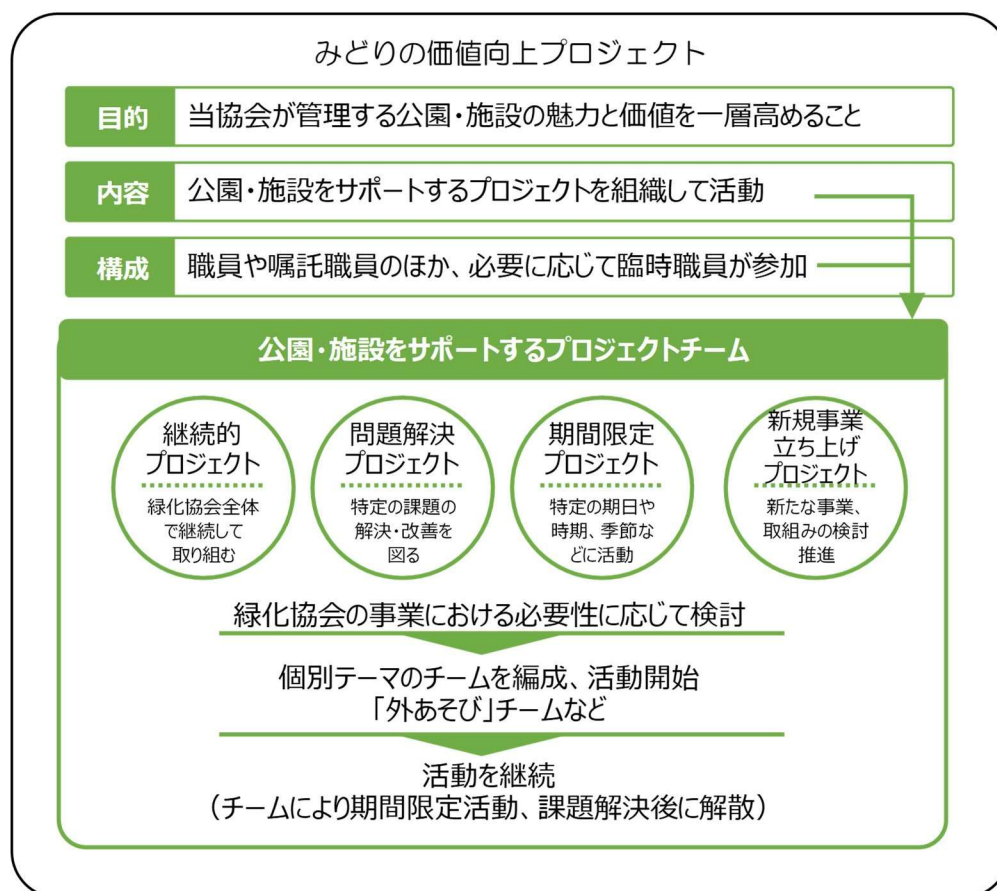 みどりの価値向上プロジェクト
目的
当協会が管理する公園・施設の魅力と価値を一層高めること
内容
公園・施設をサポートするプロジェクトを組織して活動
構成
職員や嘱託職員のほか、必要に応じて臨時職員が参加
公園・施設をサポートするプロジェクトチーム
継続的
プロジェクト
緑化協会全体
で継続して
取り組む
問題解決
プロジェクト
特定の課題の
解決・改善を
図る
期間限定
プロジェクト
特定の期日や
時期、季節な
どに活動
新規事業
立ち上げ
プロジェクト
新たな事業、
取組みの検討
推進
緑化協会の事業における必要性に応じて検討
個別テーマのチームを編成、活動開始
「外あそび」チームなど
活動を継続
（チームにより期間限定活動、課題解決後に解散）